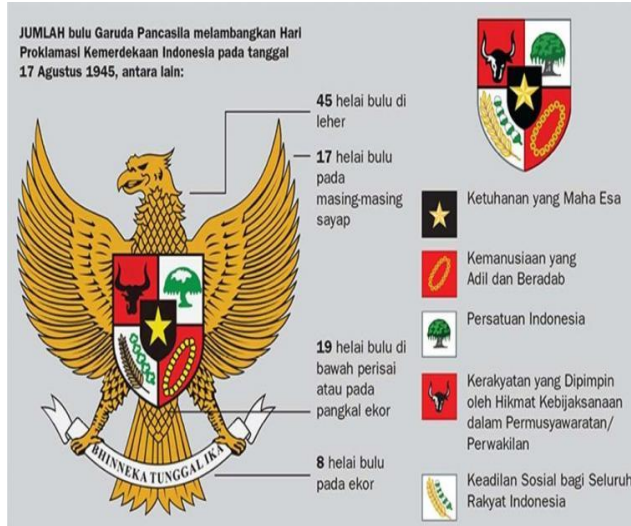 JUMLAH bulu Garuda Pancasila melambangkan Hari
Proklamasi Kemerdekaan Indonesia pada tanggal
17 Agustus 1945, antara lain:
45 helai bulu di
leher
17 helai bulu
pada
masing-masing
sayap
19 helai bulu di
bawah perisai
atau pada
pangkal ekor
8 helai bulu
pada ekor
BHINNEKA TUNGGAL IKA
Ketuhanan yang Maha Esa
Kemanusiaan yang
Adil dan Beradab
Persatuan Indonesia
Kerakyatan yang Dipimpin
oleh Hikmat Kebijaksanaan
dalam Permusyawaratan/
Perwakilan
Keadilan Sosial bagi Seluruh
Rakyat Indonesia